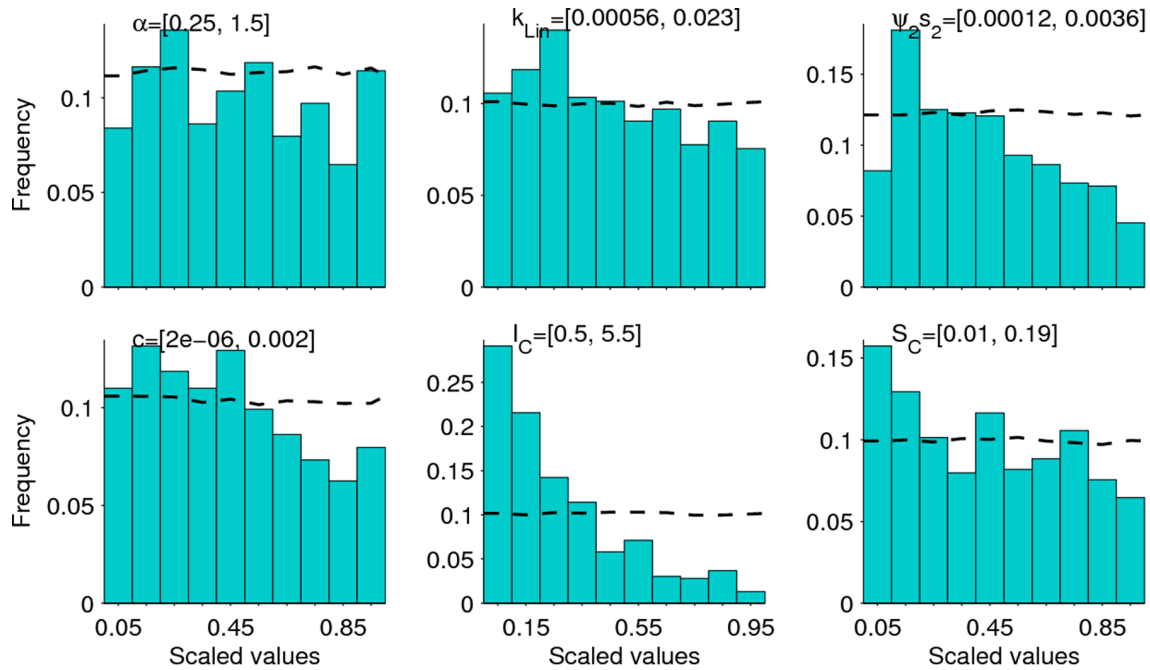 α=[0.25, 1.5]
k_Lin=[0.00056, 0.023]
ψ_2s_2=[0.00012, 0.0036]
Frequency
0.1
0.05
0
0.1
0.05
0
0.15
0.1
0.05
0
c=[2e−06, 0.002]
I_C=[0.5, 5.5]
S_C=[0.01, 0.19]
Frequency
0.1
0.05
0
0.25
0.2
0.15
0.1
0.05
0
0.15
0.1
0.05
0
0.05 0.45 0.85
0.15 0.55 0.95
0.05 0.45 0.85
Scaled values
Scaled values
Scaled values